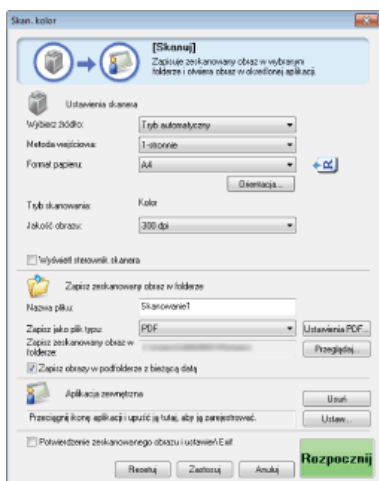 Skan. kolor
[Skanuj]
Zapisuje zeskanowany obraz w wybranym
folderze i otwiera obraz w określonej aplikacji.
Ustawienia skanera
Wybierz źródło: Tryb automatyczny
Metoda wejściowa: 1-stronnie
Format papieru: A4
Orientacja...
Tryb skanowania: Kolor
Jakość obrazu: 300 dpi
Wyświetl sterownik skanera
Zapisz zeskanowany obraz w folderze
Nazwa pliku: Skanowanie1
Zapisz jako plik typu: PDF Ustawienia PDF...
Zapisz zeskanowany obraz w
folderze: Przeglądaj...
Zapisz obrazy w podfolderze z bieżącą datą
Aplikacja zewnętrzna Usuń
Przeciągnij ikonę aplikacji i upuść ją tutaj, aby ją zarejestrować. Ustaw...
Potwierdzenie zeskanowanego obrazu i ustawień Exif
Resetuj Zastosuj Anuluj Rozpocznij